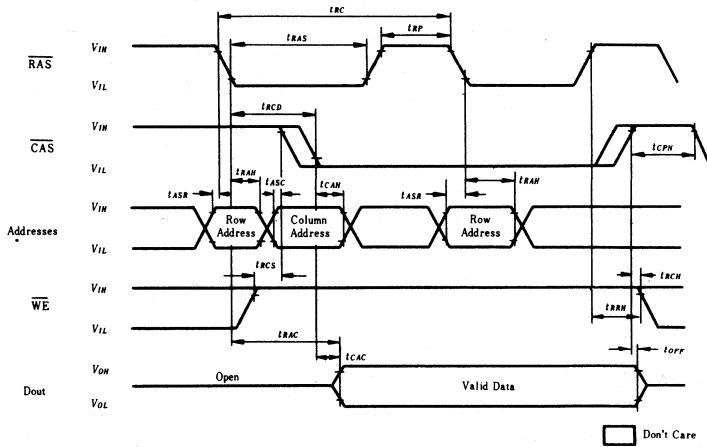 tRC
tRAS
tRP
RAS
VIH
VIL
tRCD
CAS
VIH
VIL
tCPN
tRAH
tASC
tCAH
tASR
tASR
tRAH
Addresses
VIH
VIL
Row Address
Column Address
Row Address
tRCS
tRCH
WE
VIH
VIL
tRRH
tRAC
tCAC
tOFF
Dout
VOH
VOL
Open
Valid Data
Don't Care